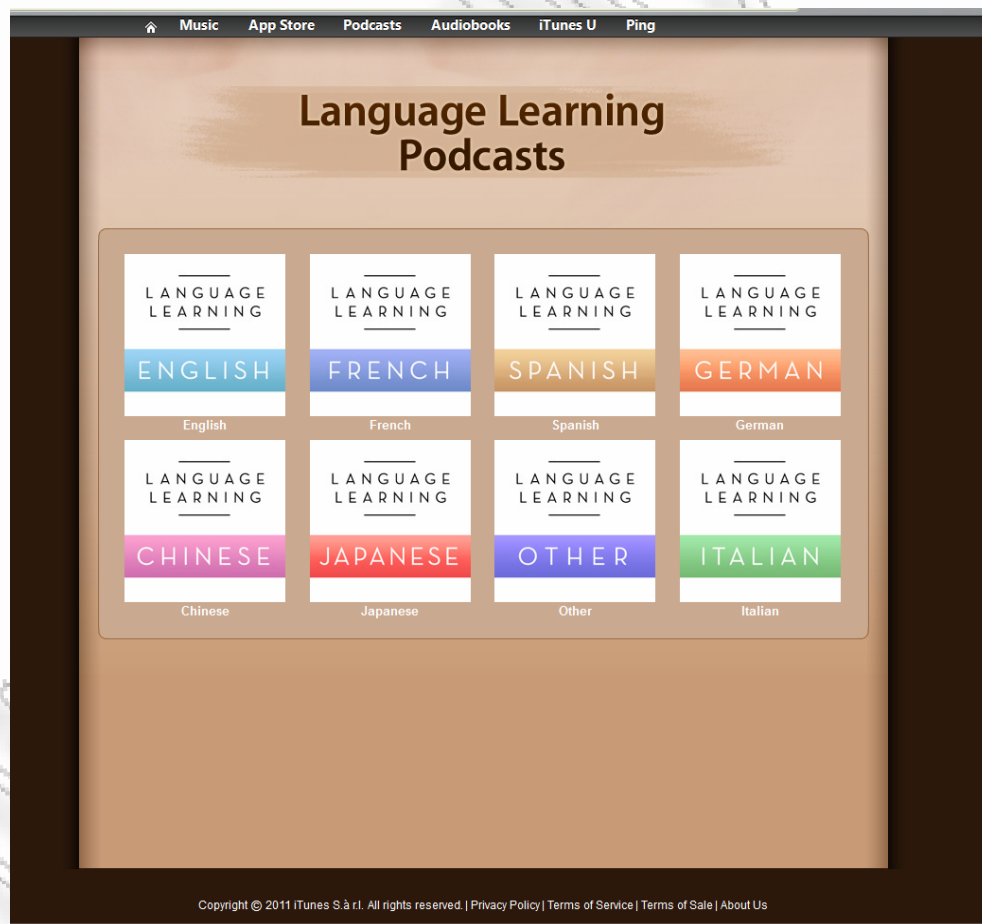 Music App Store Podcasts Audiobooks iTunes U Ping
Language Learning
Podcasts
LANGUAGE
LEARNING
ENGLISH
English
LANGUAGE
LEARNING
FRENCH
French
LANGUAGE
LEARNING
SPANISH
Spanish
LANGUAGE
LEARNING
GERMAN
German
LANGUAGE
LEARNING
CHINESE
Chinese
LANGUAGE
LEARNING
JAPANESE
Japanese
LANGUAGE
LEARNING
OTHER
Other
LANGUAGE
LEARNING
ITALIAN
Italian
Copyright © 2011 iTunes S.à r.l. All rights reserved. | Privacy Policy | Terms of Service | Terms of Sale | About Us